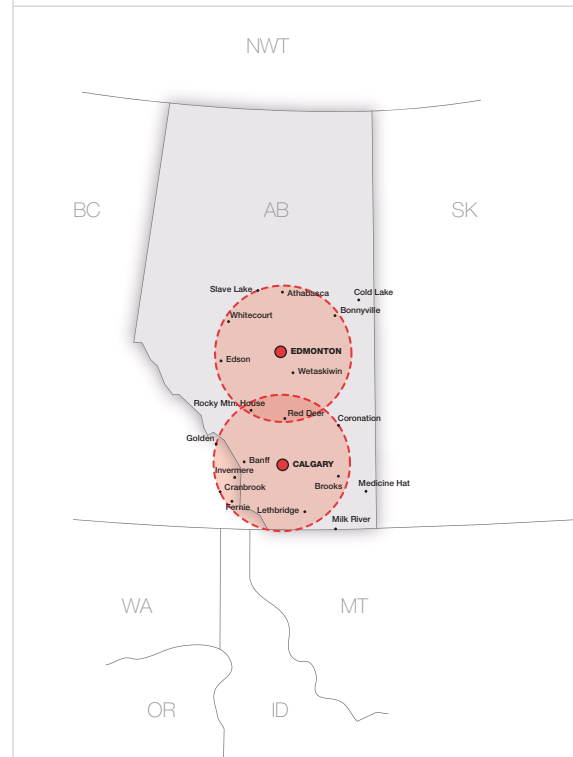 NWT
BC
AB
SK
Slave Lake
Athabasca
Cold Lake
Bonnyville
Whitecourt
EDMONTON
Edson
Wetaskiwin
Rocky Mtn. House
Red Deer
Coronation
Golden
Banff
CALGARY
Invermere
Cranbrook
Brooks
Medicine Hat
Fernie
Lethbridge
Milk River
WA
MT
OR
ID